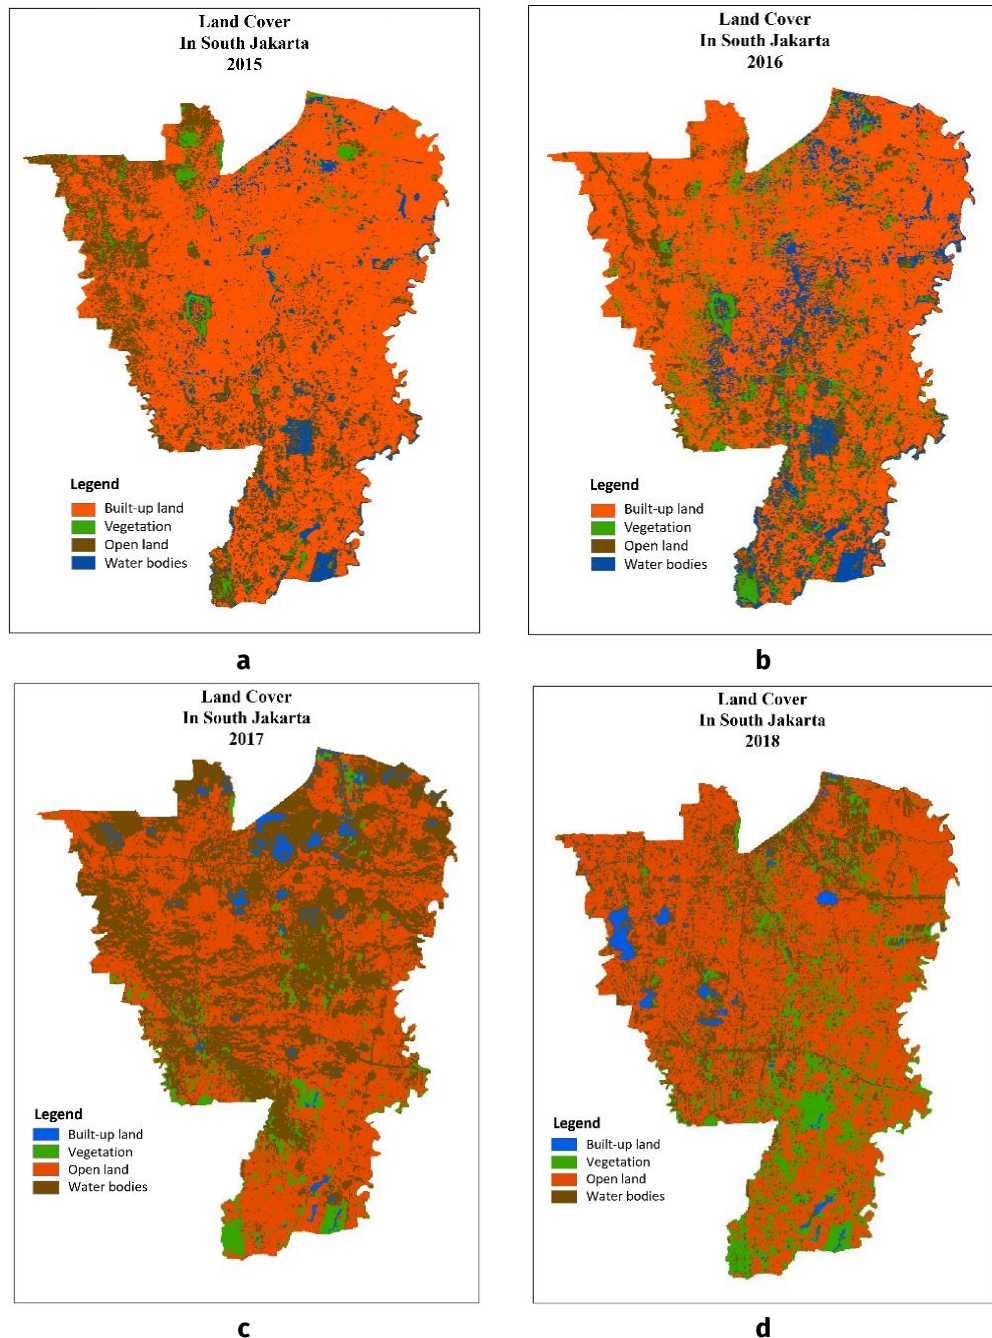 Land Cover
In South Jakarta
2015
Legend
Built-up land
Vegetation
Open land
Water bodies
a
Land Cover
In South Jakarta
2016
Legend
Built-up land
Vegetation
Open land
Water bodies
b
Land Cover
In South Jakarta
2017
Legend
Built-up land
Vegetation
Open land
Water bodies
c
Land Cover
In South Jakarta
2018
Legend
Built-up land
Vegetation
Open land
Water bodies
d